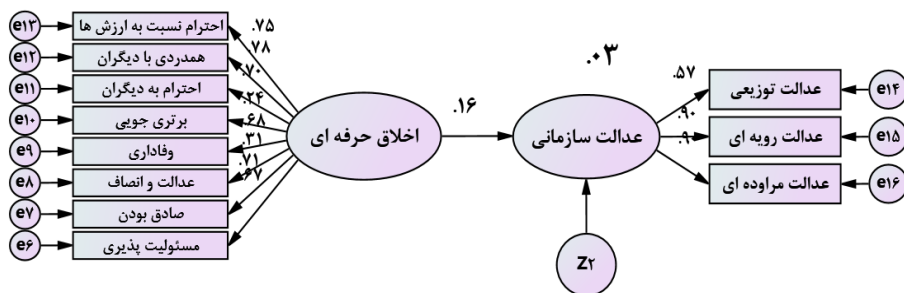 e۱۳
احترام نسبت به ارزش ها
.۷۵
e۱۲
همدردی با دیگران
.۷۸
e۱۱
احترام به دیگران
.۷۰
e۱۰
برتری جویی
.۲۴
e۹
وفاداری
.۶۸
e۸
عدالت و انصاف
.۳۱
e۷
صادق بودن
.۷۱
e۶
مسئولیت پذیری
.۶۷
اخلاق حرفه ای
.۱۶
.۰۳
عدالت سازمانی
Z۲
.۵۷
عدالت توزیعی
e۱۴
.۹۰
عدالت رویه ای
e۱۵
عدالت مراوده ای
e۱۶